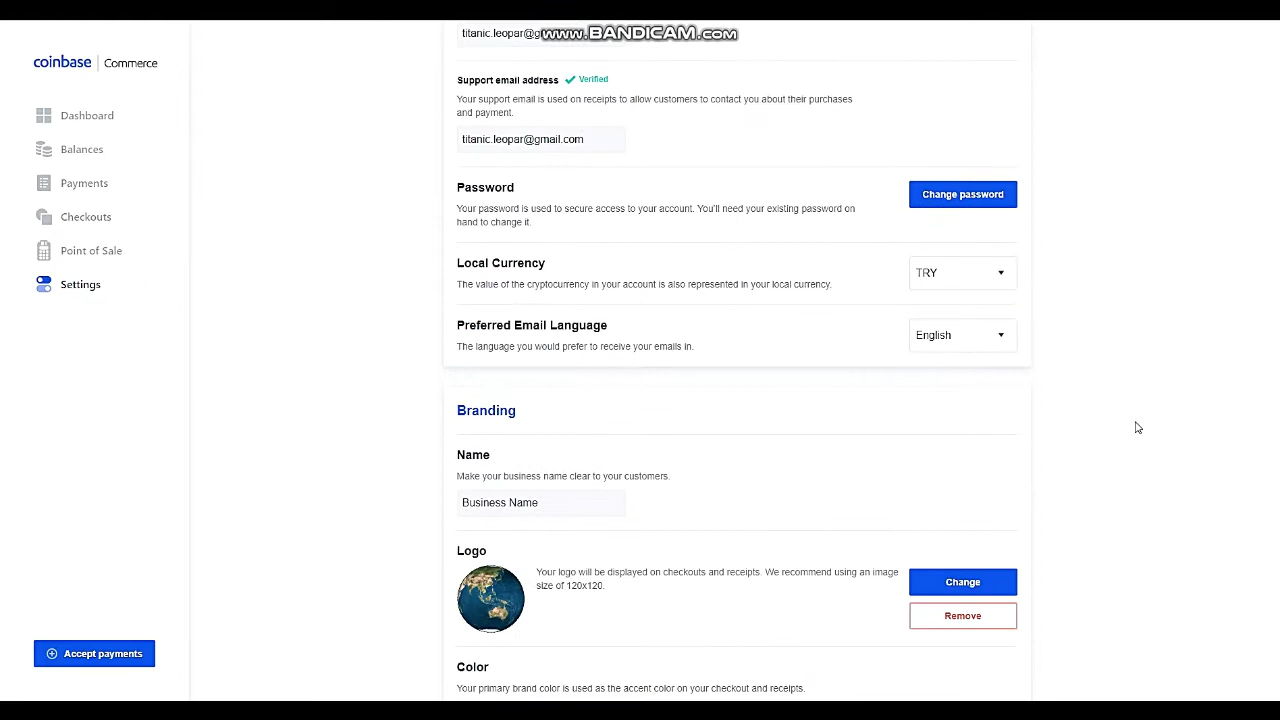 www.BANDICAM.com
titanic.leopar@g
coinbase | Commerce
Dashboard
Balances
Payments
Checkouts
Point of Sale
Settings
Accept payments
Support email address Verified
Your support email is used on receipts to allow customers to contact you about their purchases
and payment.
titanic.leopar@gmail.com
Password
Your password is used to secure access to your account. You'll need your existing password on
hand to change it.
Change password
Local Currency
The value of the cryptocurrency in your account is also represented in your local currency.
TRY
Preferred Email Language
The language you would prefer to receive your emails in.
English
Branding
Name
Make your business name clear to your customers.
Business Name
Logo
Your logo will be displayed on checkouts and receipts. We recommend using an image
size of 120x120.
Change
Remove
Color
Your primary brand color is used as the accent color on your checkout and receipts.